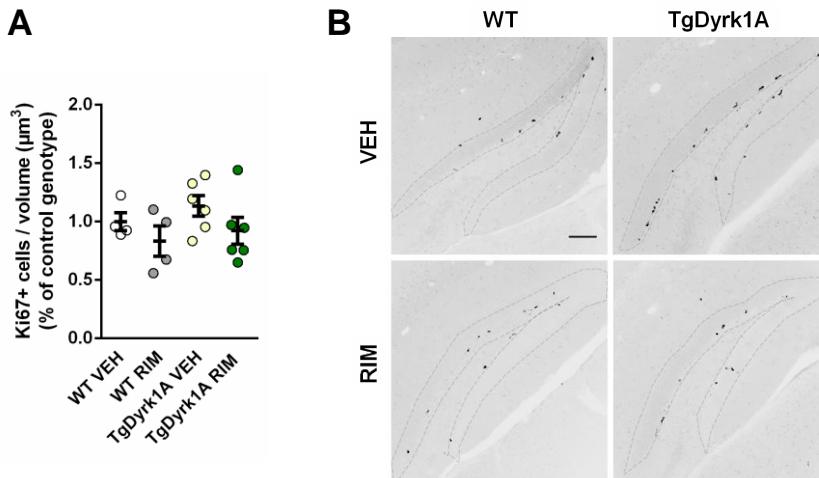 A
Ki67+ cells / volume (µm³)
(% of control genotype)
2.0
1.5
1.0
0.5
0.0
WT VEH
WT RIM
TgDyrk1A VEH
TgDyrk1A RIM
B
WT
TgDyrk1A
VEH
RIM